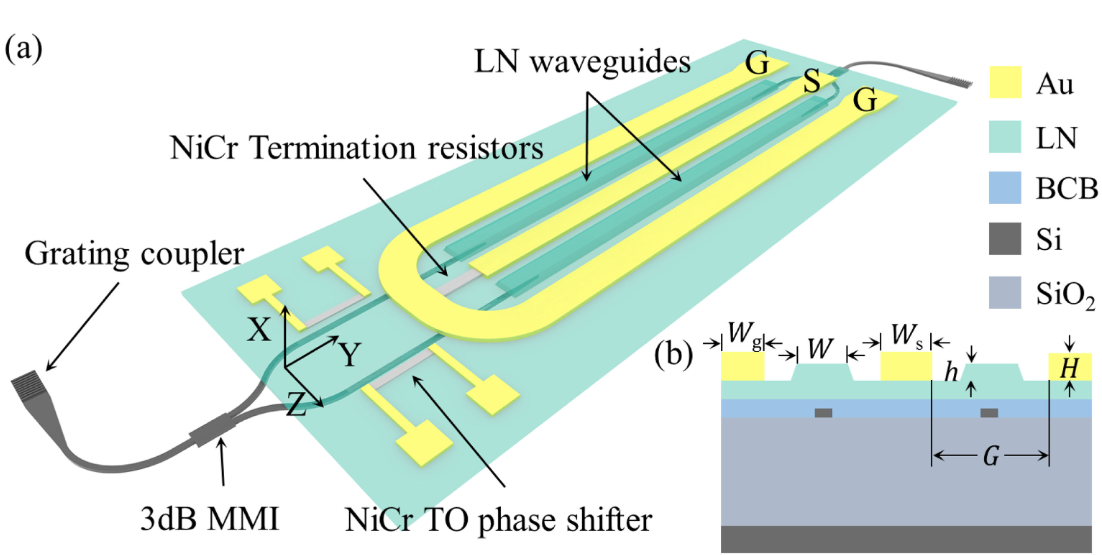 (a)
LN waveguides
G
S
G
NiCr Termination resistors
Grating coupler
X
Y
Z
3dB MMI
NiCr TO phase shifter
Au
LN
BCB
Si
SiO₂
(b)
W_g
W
W_s
h
H
G